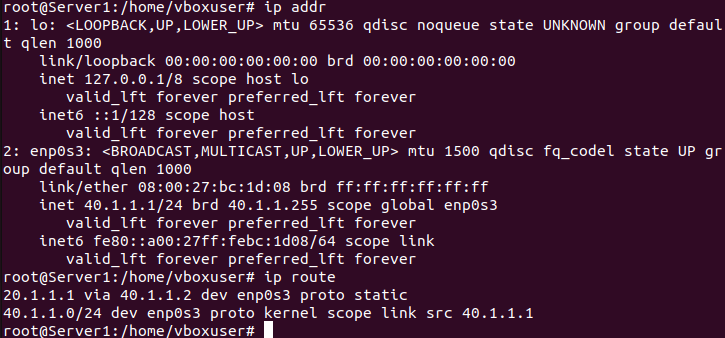 root@Server1:/home/vboxuser# ip addr
1: lo: <LOOPBACK,UP,LOWER_UP> mtu 65536 qdisc noqueue state UNKNOWN group defaul
t qlen 1000
    link/loopback 00:00:00:00:00:00 brd 00:00:00:00:00:00
    inet 127.0.0.1/8 scope host lo
       valid_lft forever preferred_lft forever
    inet6 ::1/128 scope host
       valid_lft forever preferred_lft forever
2: enp0s3: <BROADCAST,MULTICAST,UP,LOWER_UP> mtu 1500 qdisc fq_codel state UP gr
oup default qlen 1000
    link/ether 08:00:27:bc:1d:08 brd ff:ff:ff:ff:ff:ff
    inet 40.1.1.1/24 brd 40.1.1.255 scope global enp0s3
       valid_lft forever preferred_lft forever
    inet6 fe80::a00:27ff:febc:1d08/64 scope link
       valid_lft forever preferred_lft forever
root@Server1:/home/vboxuser# ip route
20.1.1.1 via 40.1.1.2 dev enp0s3 proto static
40.1.1.0/24 dev enp0s3 proto kernel scope link src 40.1.1.1
root@Server1:/home/vboxuser#